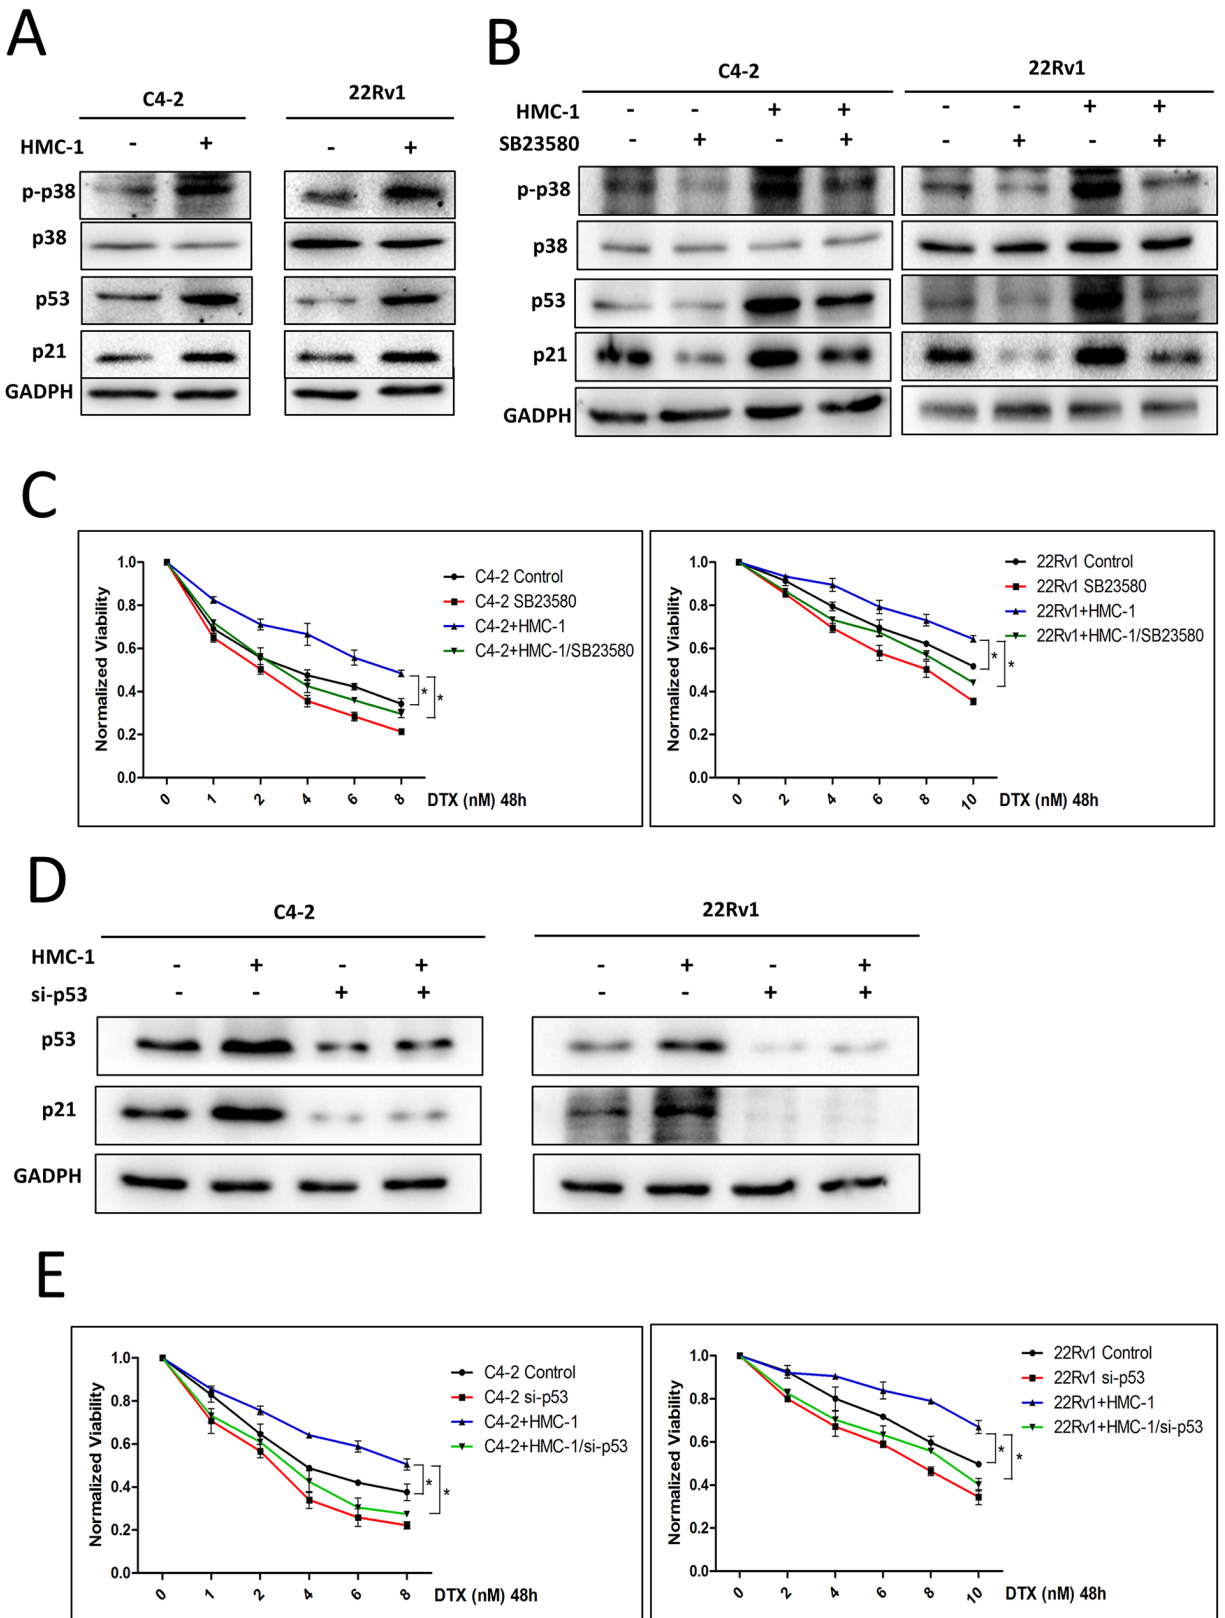 A
C4-2 22Rv1
HMC-1 - + - +
p-p38
p38
p53
p21
GADPH
B
C4-2 22Rv1
HMC-1 - - + + - - + +
SB23580 - + - + - + - +
p-p38
p38
p53
p21
GADPH
C
Normalized Viability
1.0
0.8
0.6
0.4
0.2
0.0
0 1 2 4 6 8 DTX (nM) 48h
C4-2 Control
C4-2 SB23580
C4-2+HMC-1
C4-2+HMC-1/SB23580
* *
Normalized Viability
1.0
0.8
0.6
0.4
0.2
0.0
0 2 4 6 8 10 DTX (nM) 48h
22Rv1 Control
22Rv1 SB23580
22Rv1+HMC-1
22Rv1+HMC-1/SB23580
* *
D
C4-2 22Rv1
HMC-1 - + - + - + - +
si-p53 - - + + - - + +
p53
p21
GADPH
E
Normalized Viability
1.0
0.8
0.6
0.4
0.2
0.0
0 1 2 4 6 8 DTX (nM) 48h
C4-2 Control
C4-2 si-p53
C4-2+HMC-1
C4-2+HMC-1/si-p53
* *
Normalized Viability
1.0
0.8
0.6
0.4
0.2
0.0
0 2 4 6 8 10 DTX (nM) 48h
22Rv1 Control
22Rv1 si-p53
22Rv1+HMC-1
22Rv1+HMC-1/si-p53
* *